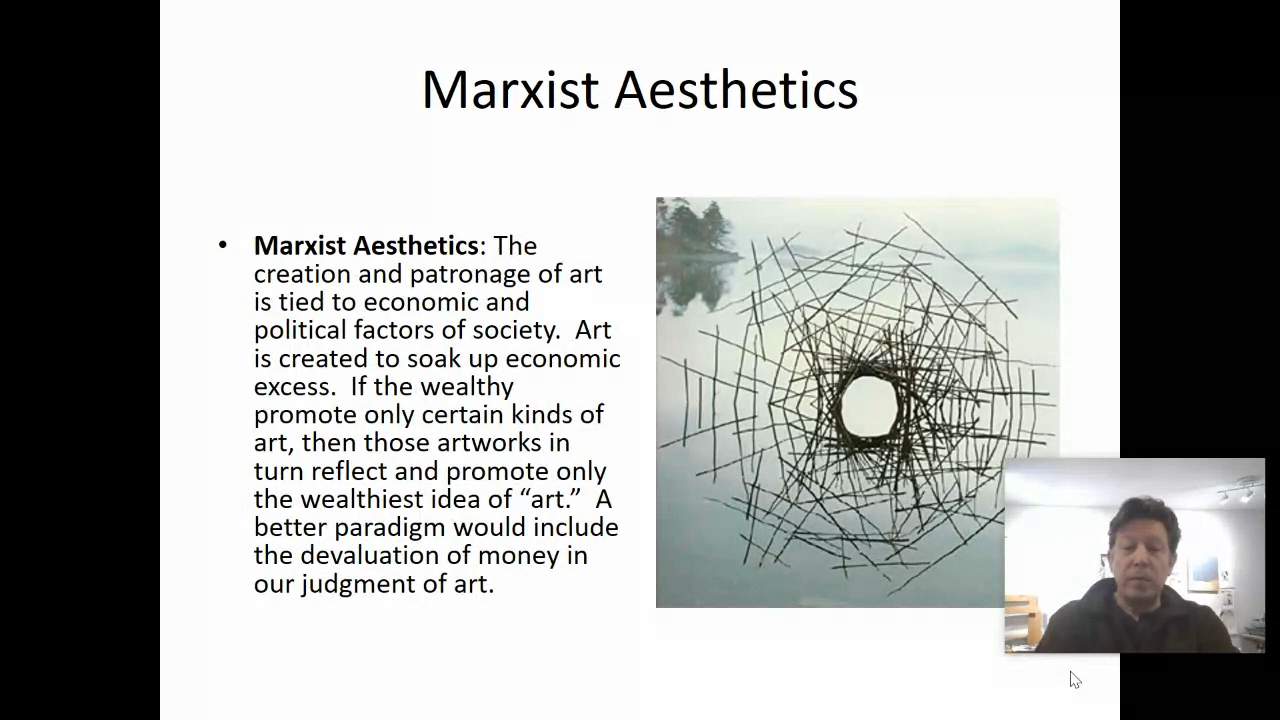 Marxist Aesthetics
• Marxist Aesthetics: The
creation and patronage of art
is tied to economic and
political factors of society.  Art
is created to soak up economic
excess.  If the wealthy
promote only certain kinds of
art, then those artworks in
turn reflect and promote only
the wealthiest idea of “art.”  A
better paradigm would include
the devaluation of money in
our judgment of art.